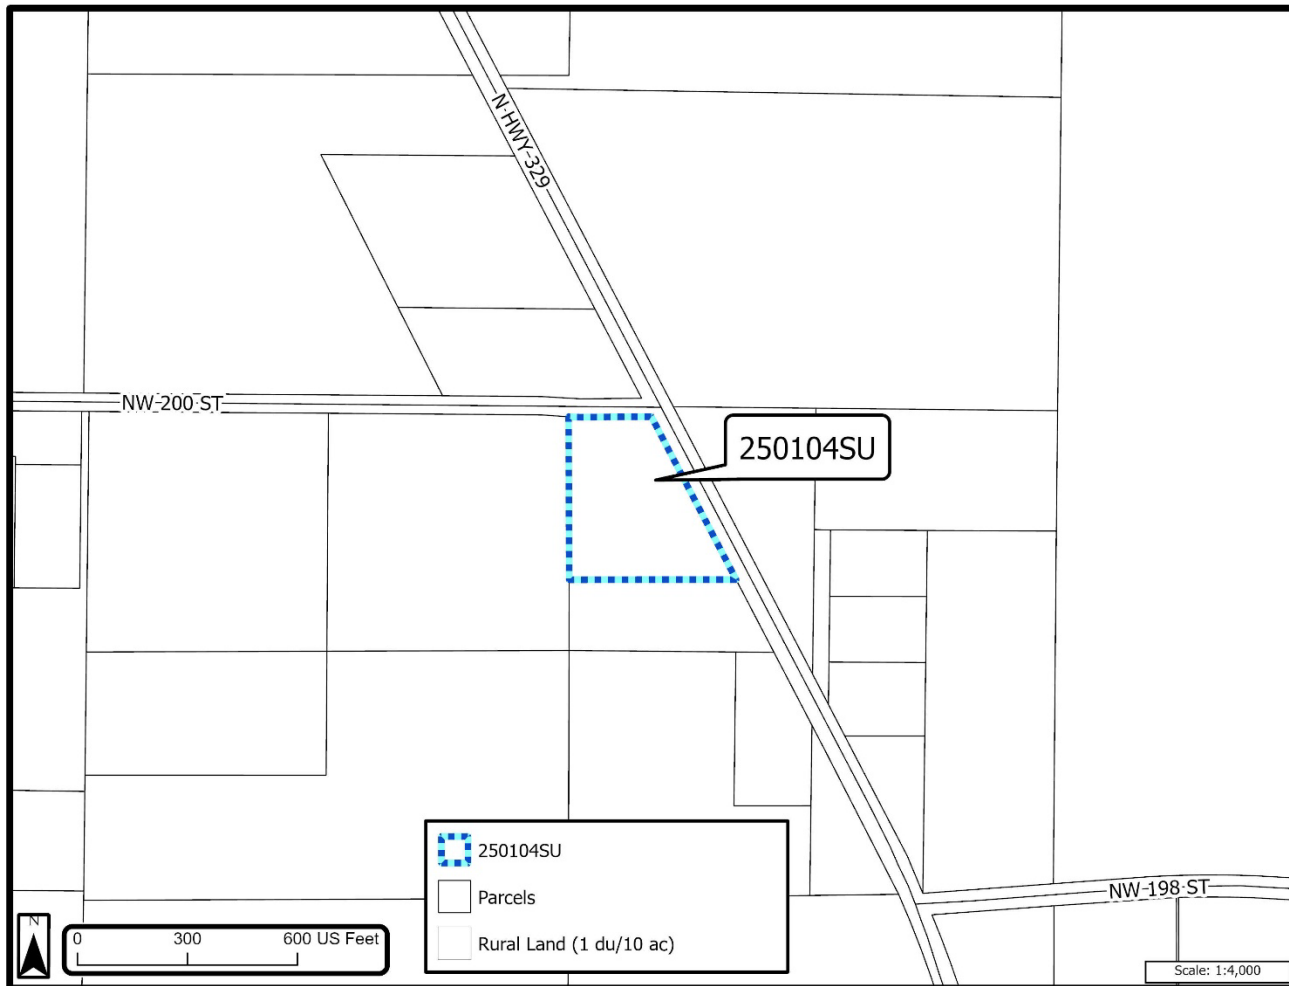 N HWY 329
NW 200 ST
250104SU
250104SU
Parcels
Rural Land (1 du/10 ac)
NW 198 ST
N
0 300 600 US Feet
Scale: 1:4,000